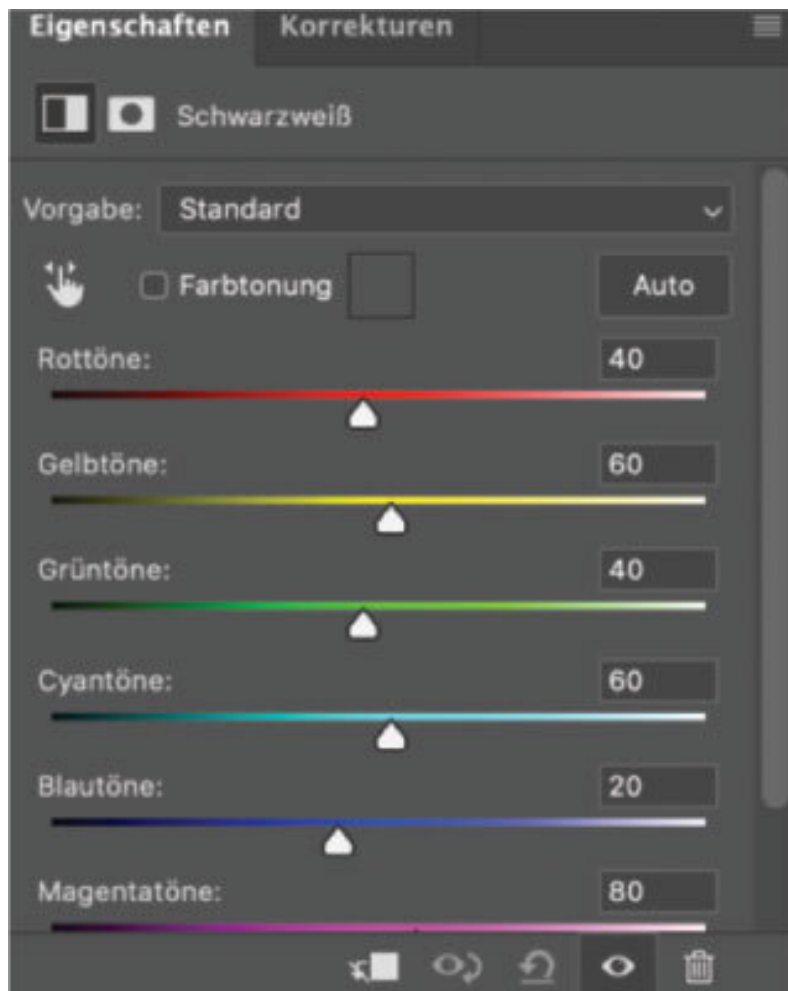 Eigenschaften Korrekturen
Schwarzweiß
Vorgabe: Standard
Farbtonung Auto
Rottöne: 40
Gelbtöne: 60
Grüntöne: 40
Cyantöne: 60
Blautöne: 20
Magentatöne: 80